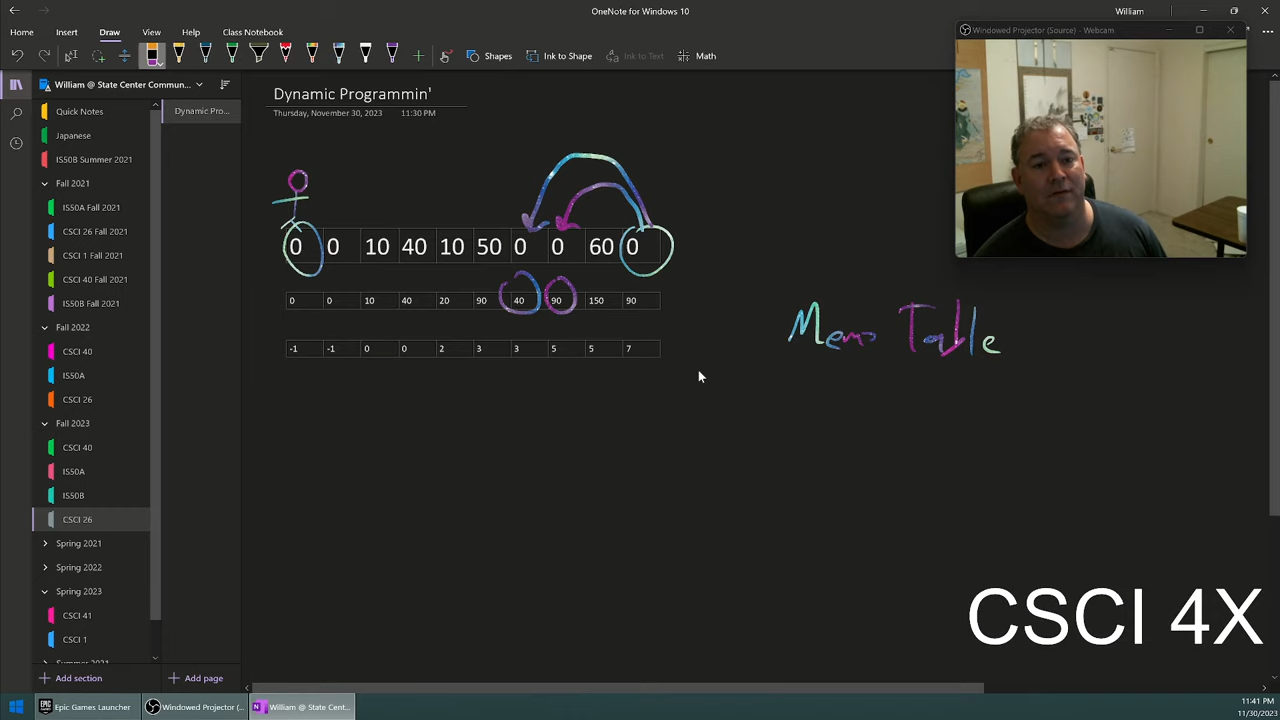 OneNote for Windows 10
William
Home Insert Draw View Help Class Notebook
Shapes Ink to Shape Ink to Text Math
Windowed Projector (Source) - Webcam
William @ State Center Commun...
Quick Notes
Japanese
IS50B Summer 2021
Fall 2021
IS50A Fall 2021
CSCI 26 Fall 2021
CSCI 1 Fall 2021
CSCI 40 Fall 2021
IS50B Fall 2021
Fall 2022
CSCI 40
IS50A
CSCI 26
Fall 2023
CSCI 40
IS50A
IS50B
CSCI 26
Spring 2021
Spring 2022
Spring 2023
CSCI 41
CSCI 1
Summer 2021
Add section
Dynamic Pro...
Add page
Dynamic Programmin'
Thursday, November 30, 2023 11:30 PM
0 0 10 40 10 50 0 0 60 0
0 0 10 40 20 90 40 90 150 90
-1 -1 0 0 2 3 3 5 5 7
Memo Table
CSCI 4X
Epic Games Launcher
Windowed Projector (
William @ State Cent...
11:41 PM
11/30/2023